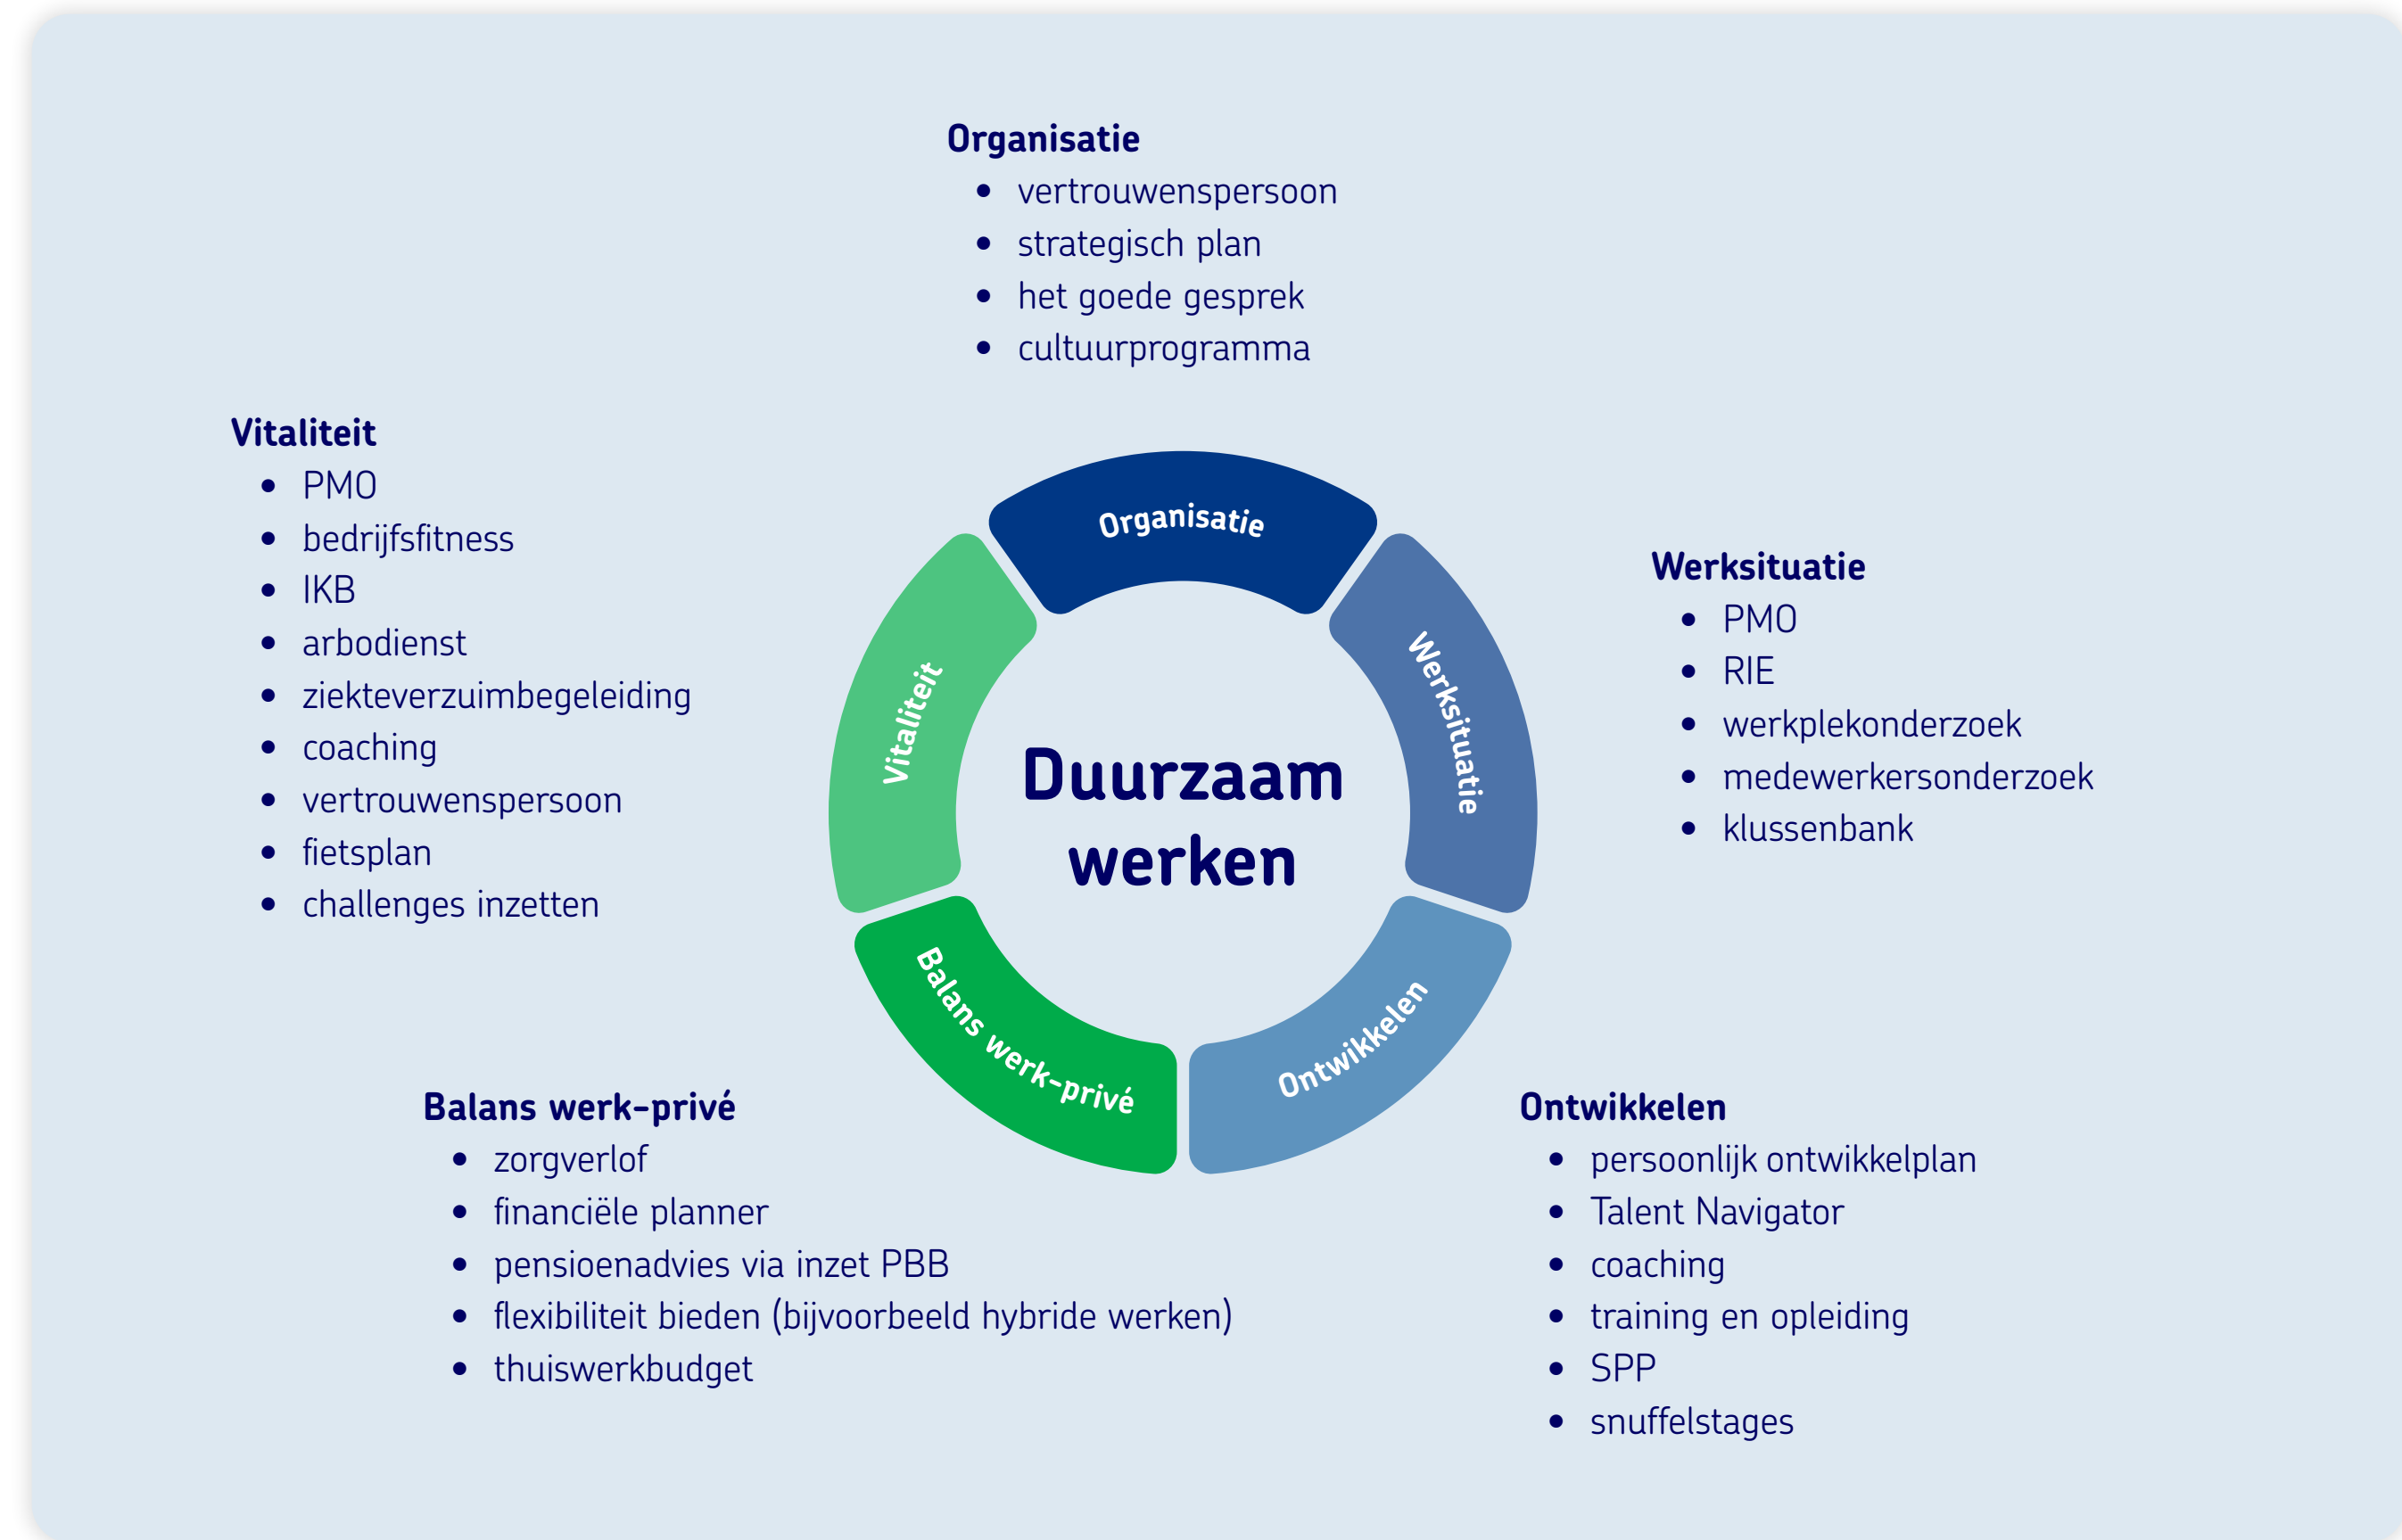 Organisatie
vertrouwenspersoon
strategisch plan
het goede gesprek
cultuurprogramma
Vitaliteit
PMO
bedrijfsfitness
IKB
arbodienst
ziekteverzuimbegeleiding
coaching
vertrouwenspersoon
fietsplan
challenges inzetten
Organisatie
Werksituatie
Ontwikkelen
Balans werk-privé
Vitaliteit
Duurzaam
werken
Werksituatie
PMO
RIE
werkplekonderzoek
medewerkersonderzoek
klussenbank
Balans werk-privé
zorgverlof
financiële planner
pensioenadvies via inzet PBB
flexibiliteit bieden (bijvoorbeeld hybride werken)
thuiswerkbudget
Ontwikkelen
persoonlijk ontwikkelplan
Talent Navigator
coaching
training en opleiding
SPP
snuffelstages